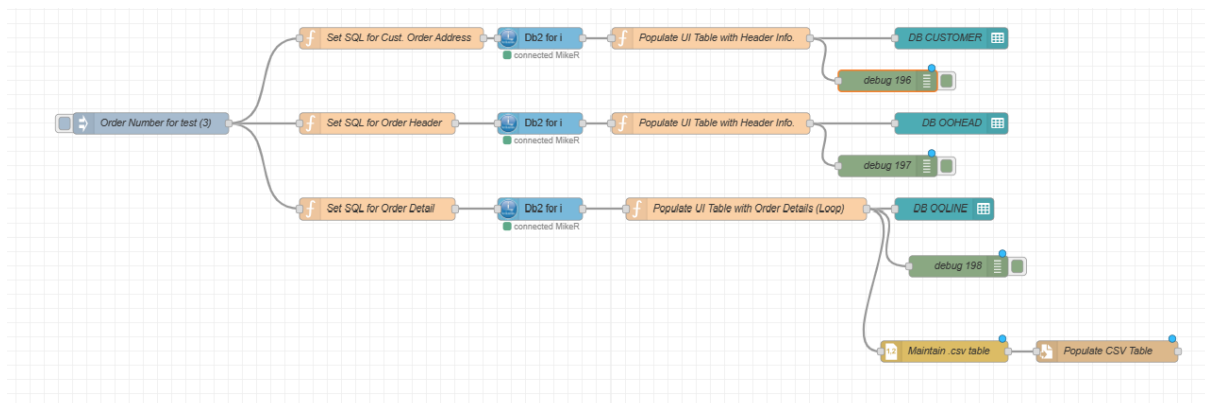 Set SQL for Cust. Order Address
Db2 for i
Populate UI Table with Header Info.
DB CUSTOMER
connected MikeR
debug 196
Order Number for test (3)
Set SQL for Order Header
Db2 for i
Populate UI Table with Header Info.
DB OOHEAD
connected MikeR
debug 197
Set SQL for Order Detail
Db2 for i
Populate UI Table with Order Details (Loop)
DB OOLINE
connected MikeR
debug 198
1,2
Maintain .csv table
Populate CSV Table